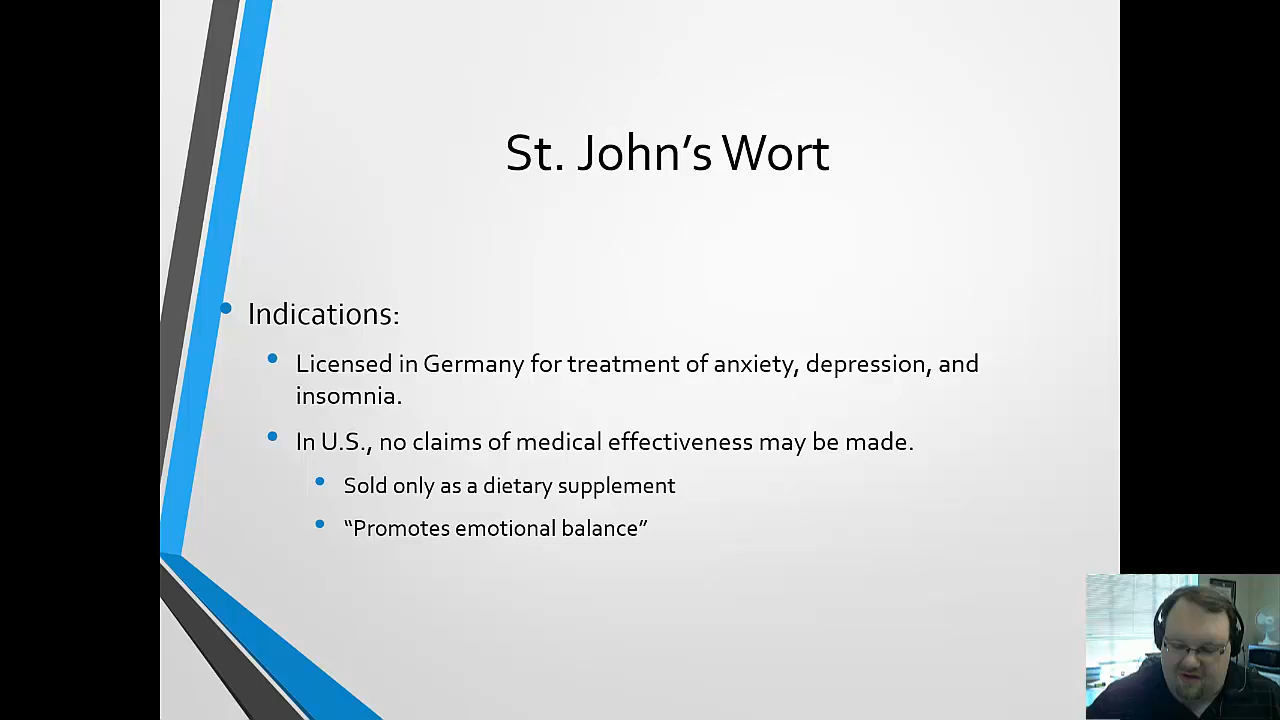 St. John’s Wort
Indications:
Licensed in Germany for treatment of anxiety, depression, and
insomnia.
In U.S., no claims of medical effectiveness may be made.
Sold only as a dietary supplement
“Promotes emotional balance”